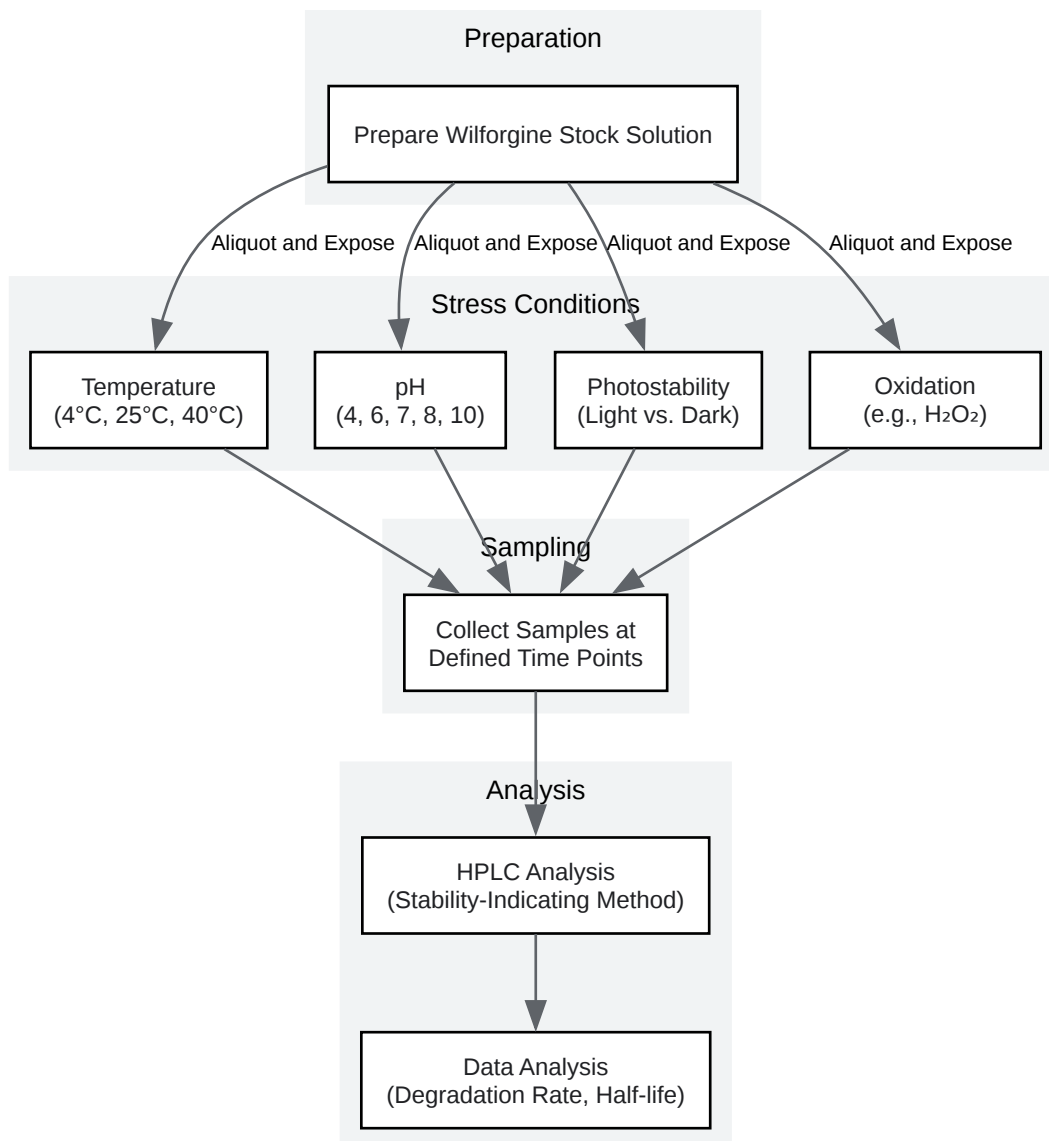 Preparation
Prepare Wilforgine Stock Solution
Aliquot and Expose
Aliquot and Expose
Aliquot and Expose
Aliquot and Expose
Stress Conditions
Temperature
(4°C, 25°C, 40°C)
pH
(4, 6, 7, 8, 10)
Photostability
(Light vs. Dark)
Oxidation
(e.g., H₂O₂)
Sampling
Collect Samples at
Defined Time Points
Analysis
HPLC Analysis
(Stability-Indicating Method)
Data Analysis
(Degradation Rate, Half-life)